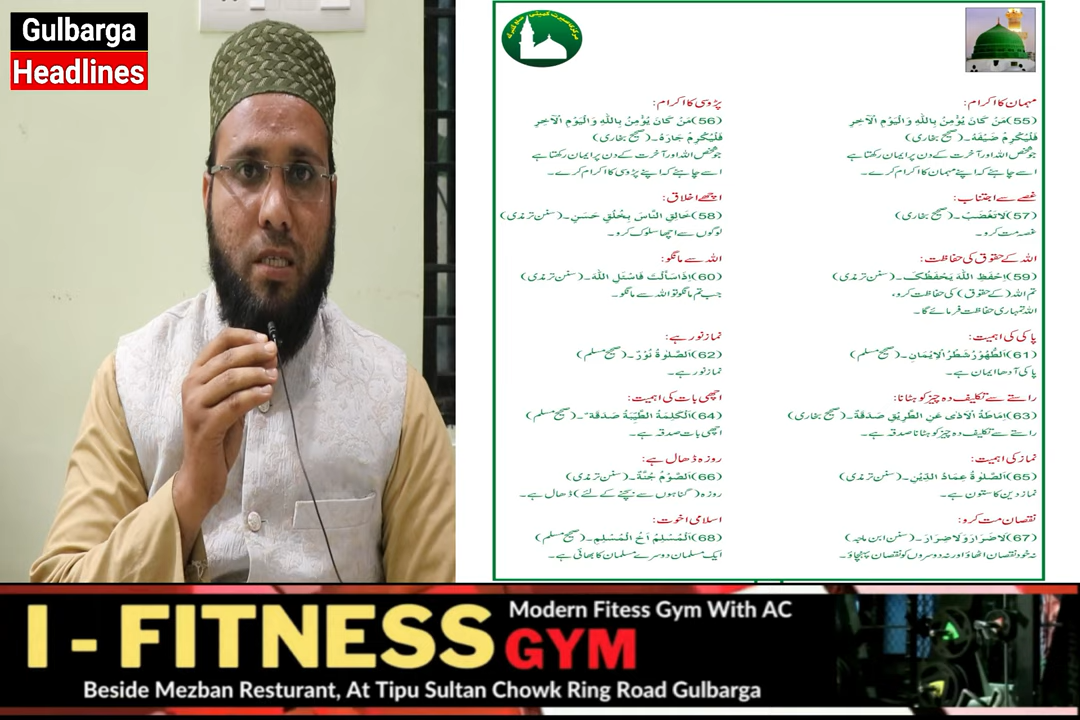 Gulbarga
Headlines
مہمان کا اکرام:
(55) مَنْ كَانَ يُؤْمِنُ بِاللّٰهِ وَالْيَوْمِ الْاٰخِرِ
فَلْيُكْرِمْ ضَيْفَهٗ۔ (صحیح بخاری)
جو شخص اللہ اور آخرت کے دن پر ایمان رکھتا ہے
اسے چاہئے کہ اپنے مہمان کا اکرام کرے۔
پڑوسی کا اکرام:
(56) مَنْ كَانَ يُؤْمِنُ بِاللّٰهِ وَالْيَوْمِ الْاٰخِرِ
فَلْيُكْرِمْ جَارَهٗ۔ (صحیح بخاری)
جو شخص اللہ اور آخرت کے دن پر ایمان رکھتا ہے
اسے چاہئے کہ اپنے پڑوسی کا اکرام کرے۔
غصے سے اجتناب:
(57) لَاتَغْضَبْ۔ (صحیح بخاری)
غصہ مت کرو۔
اچھے اخلاق:
(58) خَالِقِ النَّاسَ بِخُلُقٍ حَسَنٍ۔ (سنن ترمذی)
لوگوں سے اچھا سلوک کرو۔
اللہ کے حقوق کی حفاظت:
(59) اِحْفَظِ اللّٰهَ يَحْفَظْكَ۔ (سنن ترمذی)
تم اللہ (کے حقوق) کی حفاظت کرو،
اللہ تمہاری حفاظت فرمائے گا۔
اللہ سے مانگو:
(60) اِذَا سَأَلْتَ فَاسْئَلِ اللّٰهَ۔ (سنن ترمذی)
جب تم مانگو تو اللہ سے مانگو۔
پاکی کی اہمیت:
(61) اَلطُّهُوْرُ شَطْرُ الْاِيْمَانِ۔ (صحیح مسلم)
پاکی آدھا ایمان ہے۔
نماز نور ہے:
(62) اَلصَّلٰوةُ نُوْرٌ۔ (صحیح مسلم)
نماز نور ہے۔
راستے سے تکلیف دہ چیز کو ہٹانا:
(63) اِمَاطَةُ الْاَذٰى عَنِ الطَّرِيْقِ صَدَقَةٌ۔ (صحیح بخاری)
راستے سے تکلیف دہ چیز کو ہٹانا صدقہ ہے۔
اچھی بات کی اہمیت:
(64) اَلْكَلِمَةُ الطَّيِّبَةُ صَدَقَةٌ۔ (صحیح مسلم)
اچھی بات صدقہ ہے۔
نماز کی اہمیت:
(65) اَلصَّلٰوةُ عِمَادُ الدِّيْنِ۔ (سنن ترمذی)
نماز دین کا ستون ہے۔
روزہ ڈھال ہے:
(66) اَلصَّوْمُ جُنَّةٌ۔ (سنن ترمذی)
روزہ (گناہوں سے بچنے کے لئے) ڈھال ہے۔
نقصان مت کرو:
(67) لَاضَرَرَ وَلَا ضِرَارَ۔ (سنن ابن ماجہ)
نہ خود نقصان اٹھاؤ اور نہ دوسروں کو نقصان پہنچاؤ۔
اسلامی اخوت:
(68) اَلْمُسْلِمُ اَخُ الْمُسْلِمِ۔ (صحیح مسلم)
ایک مسلمان دوسرے مسلمان کا بھائی ہے۔
I - FITNESS
Modern Fitess Gym With AC
GYM
Beside Mezban Resturant, At Tipu Sultan Chowk Ring Road Gulbarga